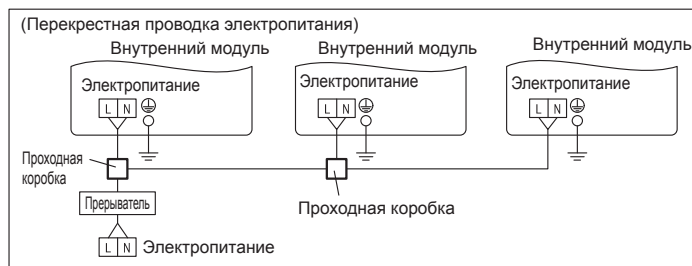 (Перекрестная проводка электропитания)
Внутренний модуль
Внутренний модуль
Внутренний модуль
Электропитание
Электропитание
Электропитание
L N
L N
L N
Проходная
коробка
Прерыватель
Проходная коробка
L N Электропитание